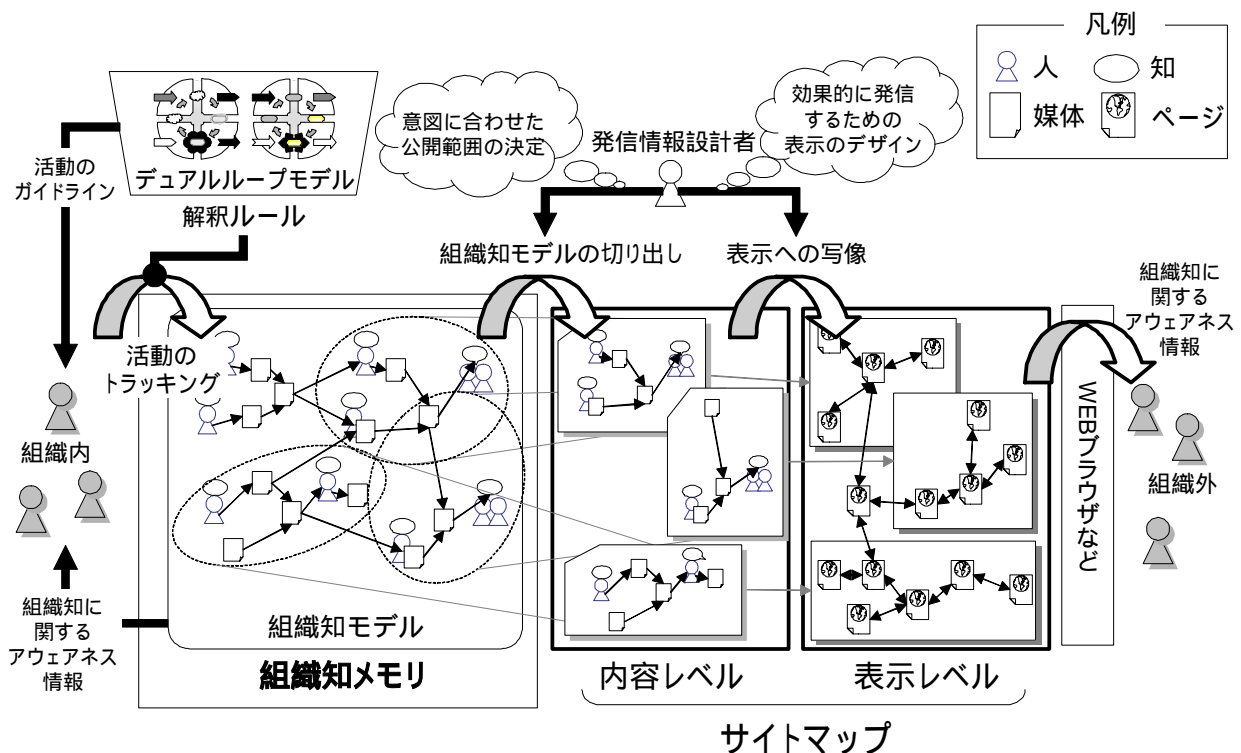 凡例
人
知
媒体
ページ
デュアルループモデル
解釈ルール
活動の
ガイドライン
意図に合わせた
公開範囲の決定
発信情報設計者
効果的に発信
するための
表示のデザイン
組織知モデルの切り出し
表示への写像
組織知に
関する
アウェアネス
情報
活動の
トラッキング
組織内
組織外
WEBブラウザなど
組織知に
関する
アウェアネス
情報
組織知モデル
組織知メモリ
内容レベル
表示レベル
サイトマップ